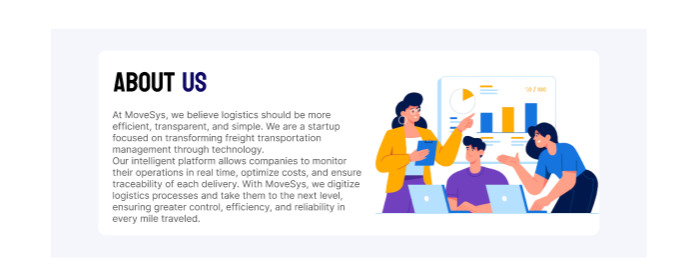 ABOUT US
At MoveSys, we believe logistics should be more
efficient, transparent, and simple. We are a startup
focused on transforming freight transportation
management through technology.
Our intelligent platform allows companies to monitor
their operations in real time, optimize costs, and ensure
traceability of each delivery. With MoveSys, we digitize
logistics processes and take them to the next level,
ensuring greater control, efficiency, and reliability in
every mile traveled.